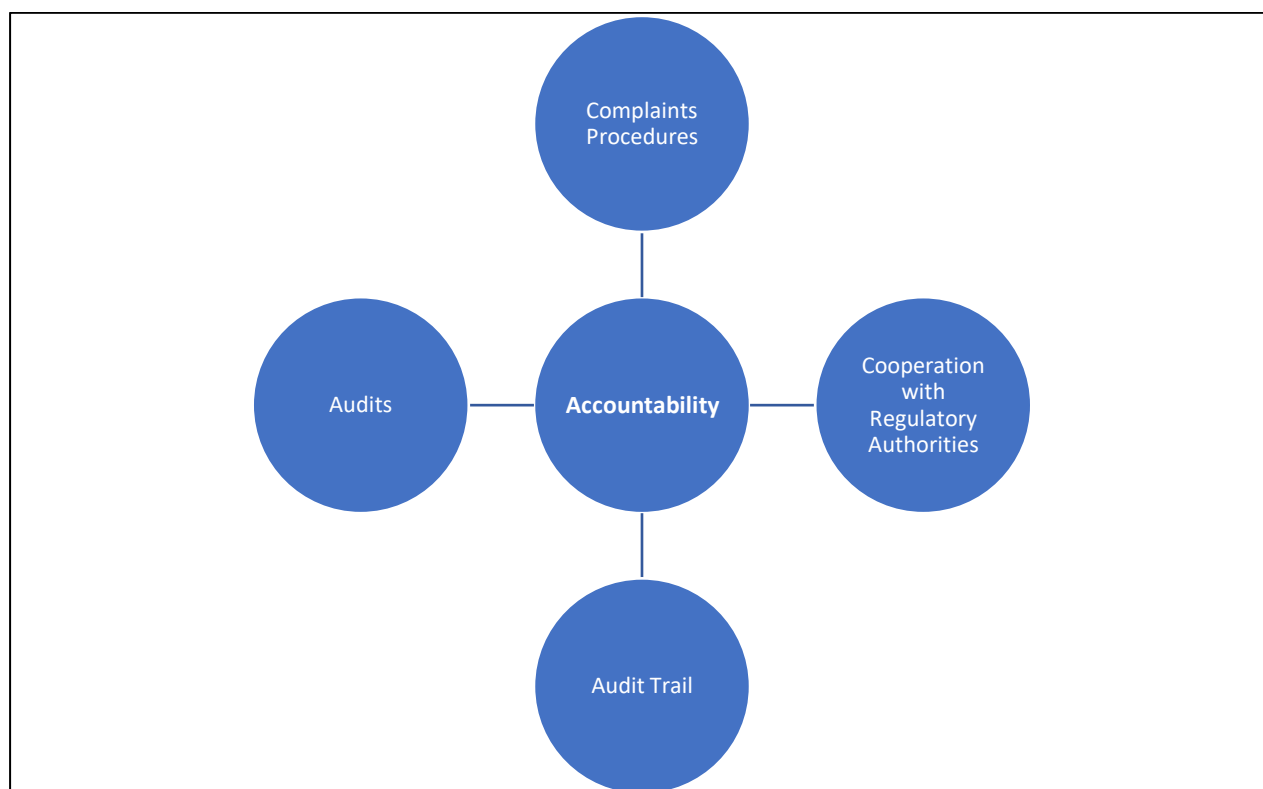 Complaints
Procedures
Audits
Accountability
Cooperation
with
Regulatory
Authorities
Audit Trail